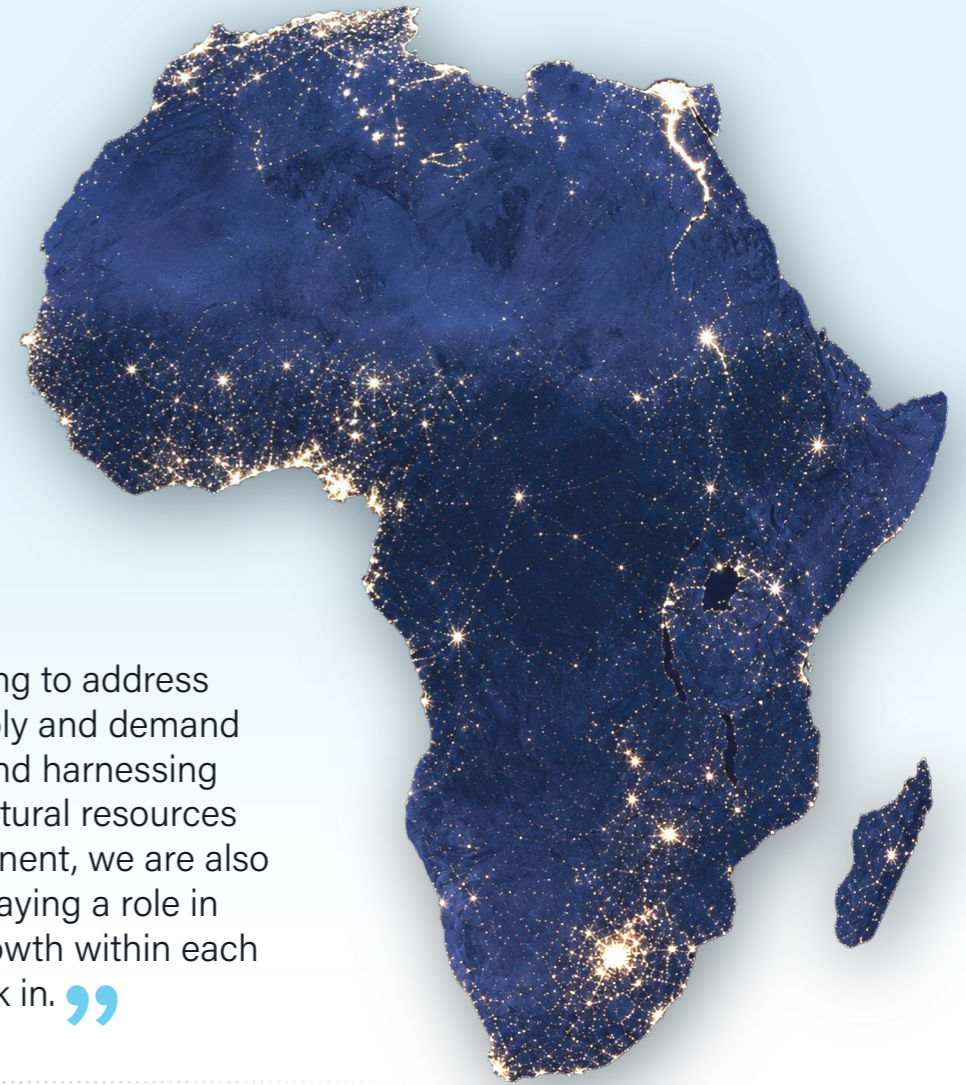 ng to address
ly and demand
nd harnessing
tural resources
nent, we are also
aying a role in
owth within each
k in. ”